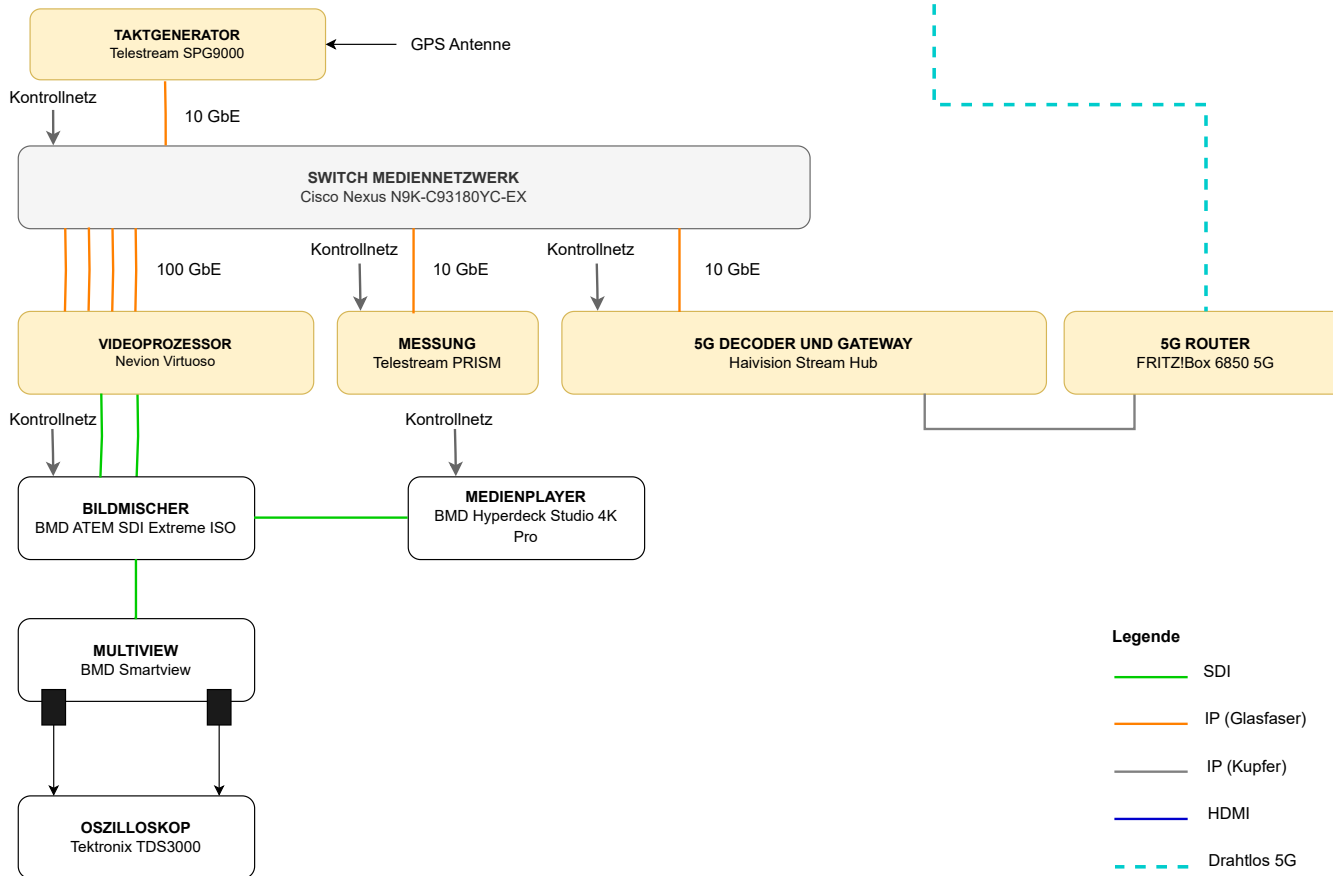 TAKTGENERATOR
Telestream SPG9000
GPS Antenne
Kontrollnetz
10 GbE
SWITCH MEDIENNETZWERK
Cisco Nexus N9K-C93180YC-EX
100 GbE
Kontrollnetz
10 GbE
Kontrollnetz
10 GbE
VIDEOPROZESSOR
Nevion Virtuoso
MESSUNG
Telestream PRISM
5G DECODER UND GATEWAY
Haivision Stream Hub
5G ROUTER
FRITZ!Box 6850 5G
Kontrollnetz
Kontrollnetz
BILDMISCHER
BMD ATEM SDI Extreme ISO
MEDIENPLAYER
BMD Hyperdeck Studio 4K
Pro
MULTIVIEW
BMD Smartview
OSZILLOSKOP
Tektronix TDS3000
Legende
SDI
IP (Glasfaser)
IP (Kupfer)
HDMI
Drahtlos 5G